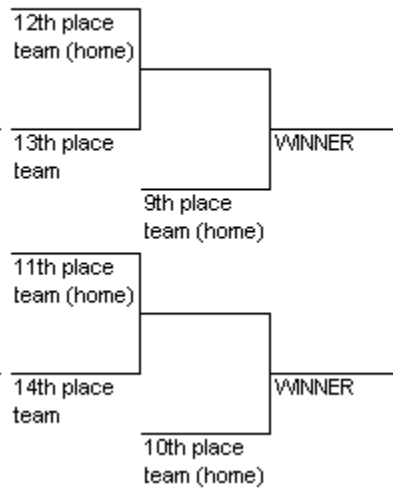 12th place
team (home)
13th place
team
WINNER
9th place
team (home)
11th place
team (home)
14th place
team
WINNER
10th place
team (home)